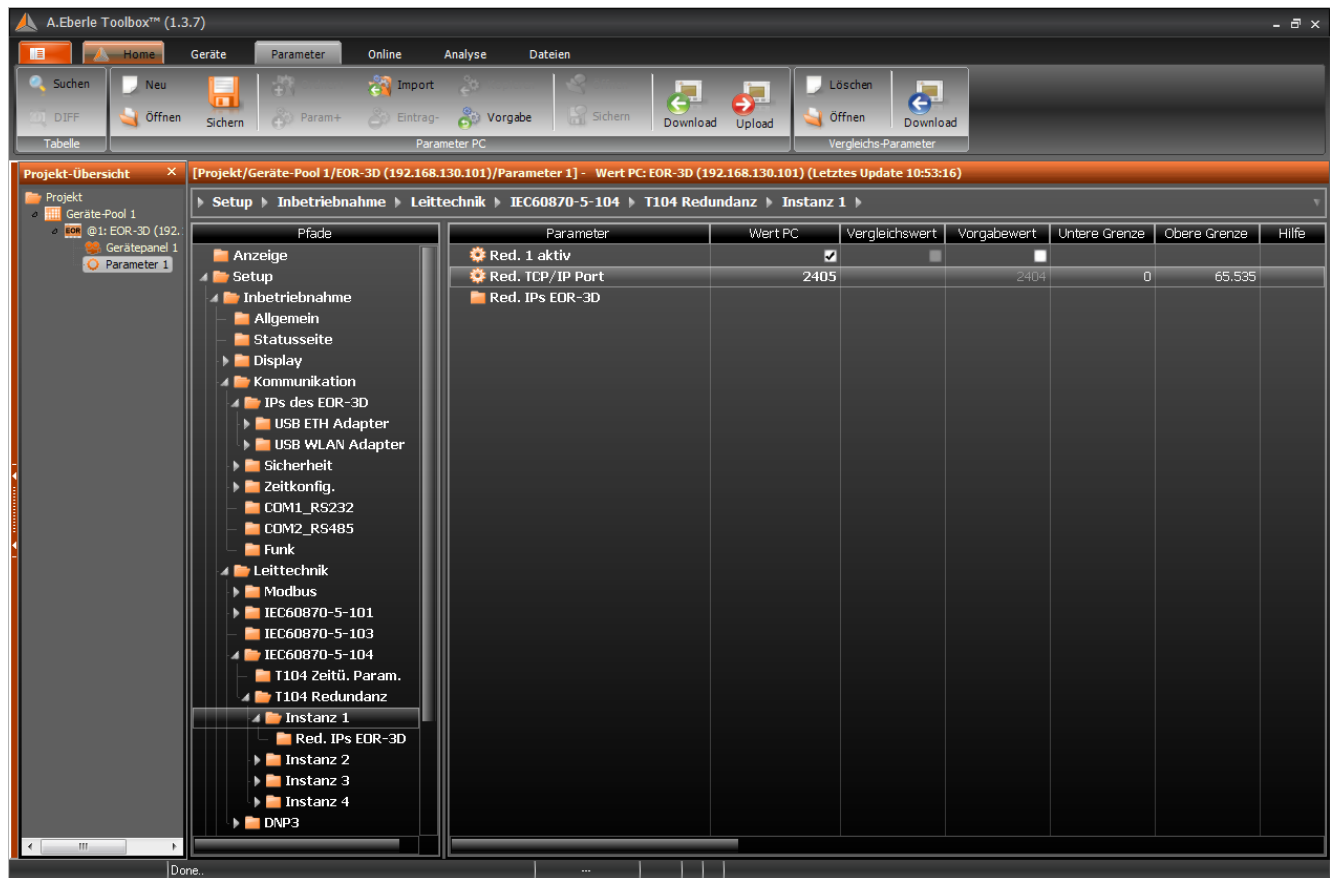 A.Eberle Toolbox™ (1.3.7)
Home Geräte Parameter Online Analyse Dateien
Suchen Neu Import Löschen
DIFF Öffnen Sichern Param+ Eintrag- Vorgabe Sichern Download Upload Öffnen Download
Tabelle Parameter PC Vergleichs-Parameter
Projekt-Übersicht ×
Projekt
Geräte-Pool 1
EOR @1: EOR-3D (192.
Gerätepanel 1
Parameter 1
[Projekt/Geräte-Pool 1/EOR-3D (192.168.130.101)/Parameter 1] - Wert PC: EOR-3D (192.168.130.101) (Letztes Update 10:53:16)
Setup Inbetriebnahme Leittechnik IEC60870-5-104 T104 Redundanz Instanz 1
Pfade
Anzeige
Setup
Inbetriebnahme
Allgemein
Statusseite
Display
Kommunikation
IPs des EOR-3D
USB ETH Adapter
USB WLAN Adapter
Sicherheit
Zeitkonfig.
COM1_RS232
COM2_RS485
Funk
Leittechnik
Modbus
IEC60870-5-101
IEC60870-5-103
IEC60870-5-104
T104 Zeitü. Param.
T104 Redundanz
Instanz 1
Red. IPs EOR-3D
Instanz 2
Instanz 3
Instanz 4
DNP3
Parameter Wert PC Vergleichswert Vorgabewert Untere Grenze Obere Grenze Hilfe
Red. 1 aktiv
Red. TCP/IP Port 2405 2404 0 65.535
Red. IPs EOR-3D
Done.. ...